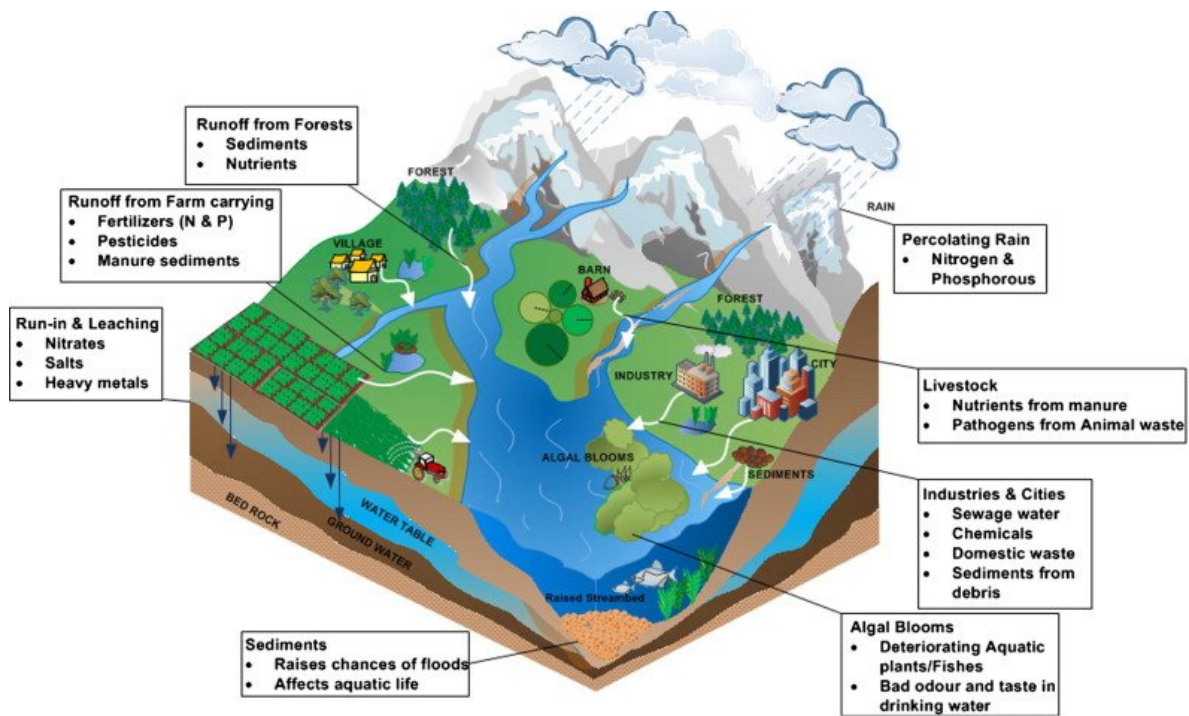 Runoff from Forests
• Sediments
• Nutrients
FOREST
Runoff from Farm carrying
• Fertilizers (N & P)
• Pesticides
• Manure sediments
VILLAGE
RAIN
Percolating Rain
• Nitrogen &
Phosphorous
BARN
FOREST
Run-in & Leaching
• Nitrates
• Salts
• Heavy metals
INDUSTRY
CITY
Livestock
• Nutrients from manure
• Pathogens from Animal waste
ALGAL BLOOMS
SEDIMENTS
Industries & Cities
• Sewage water
• Chemicals
• Domestic waste
• Sediments from
debris
WATER TABLE
GROUND WATER
BED ROCK
Raised Streambed
Sediments
• Raises chances of floods
• Affects aquatic life
Algal Blooms
• Deteriorating Aquatic
plants/Fishes
• Bad odour and taste in
drinking water